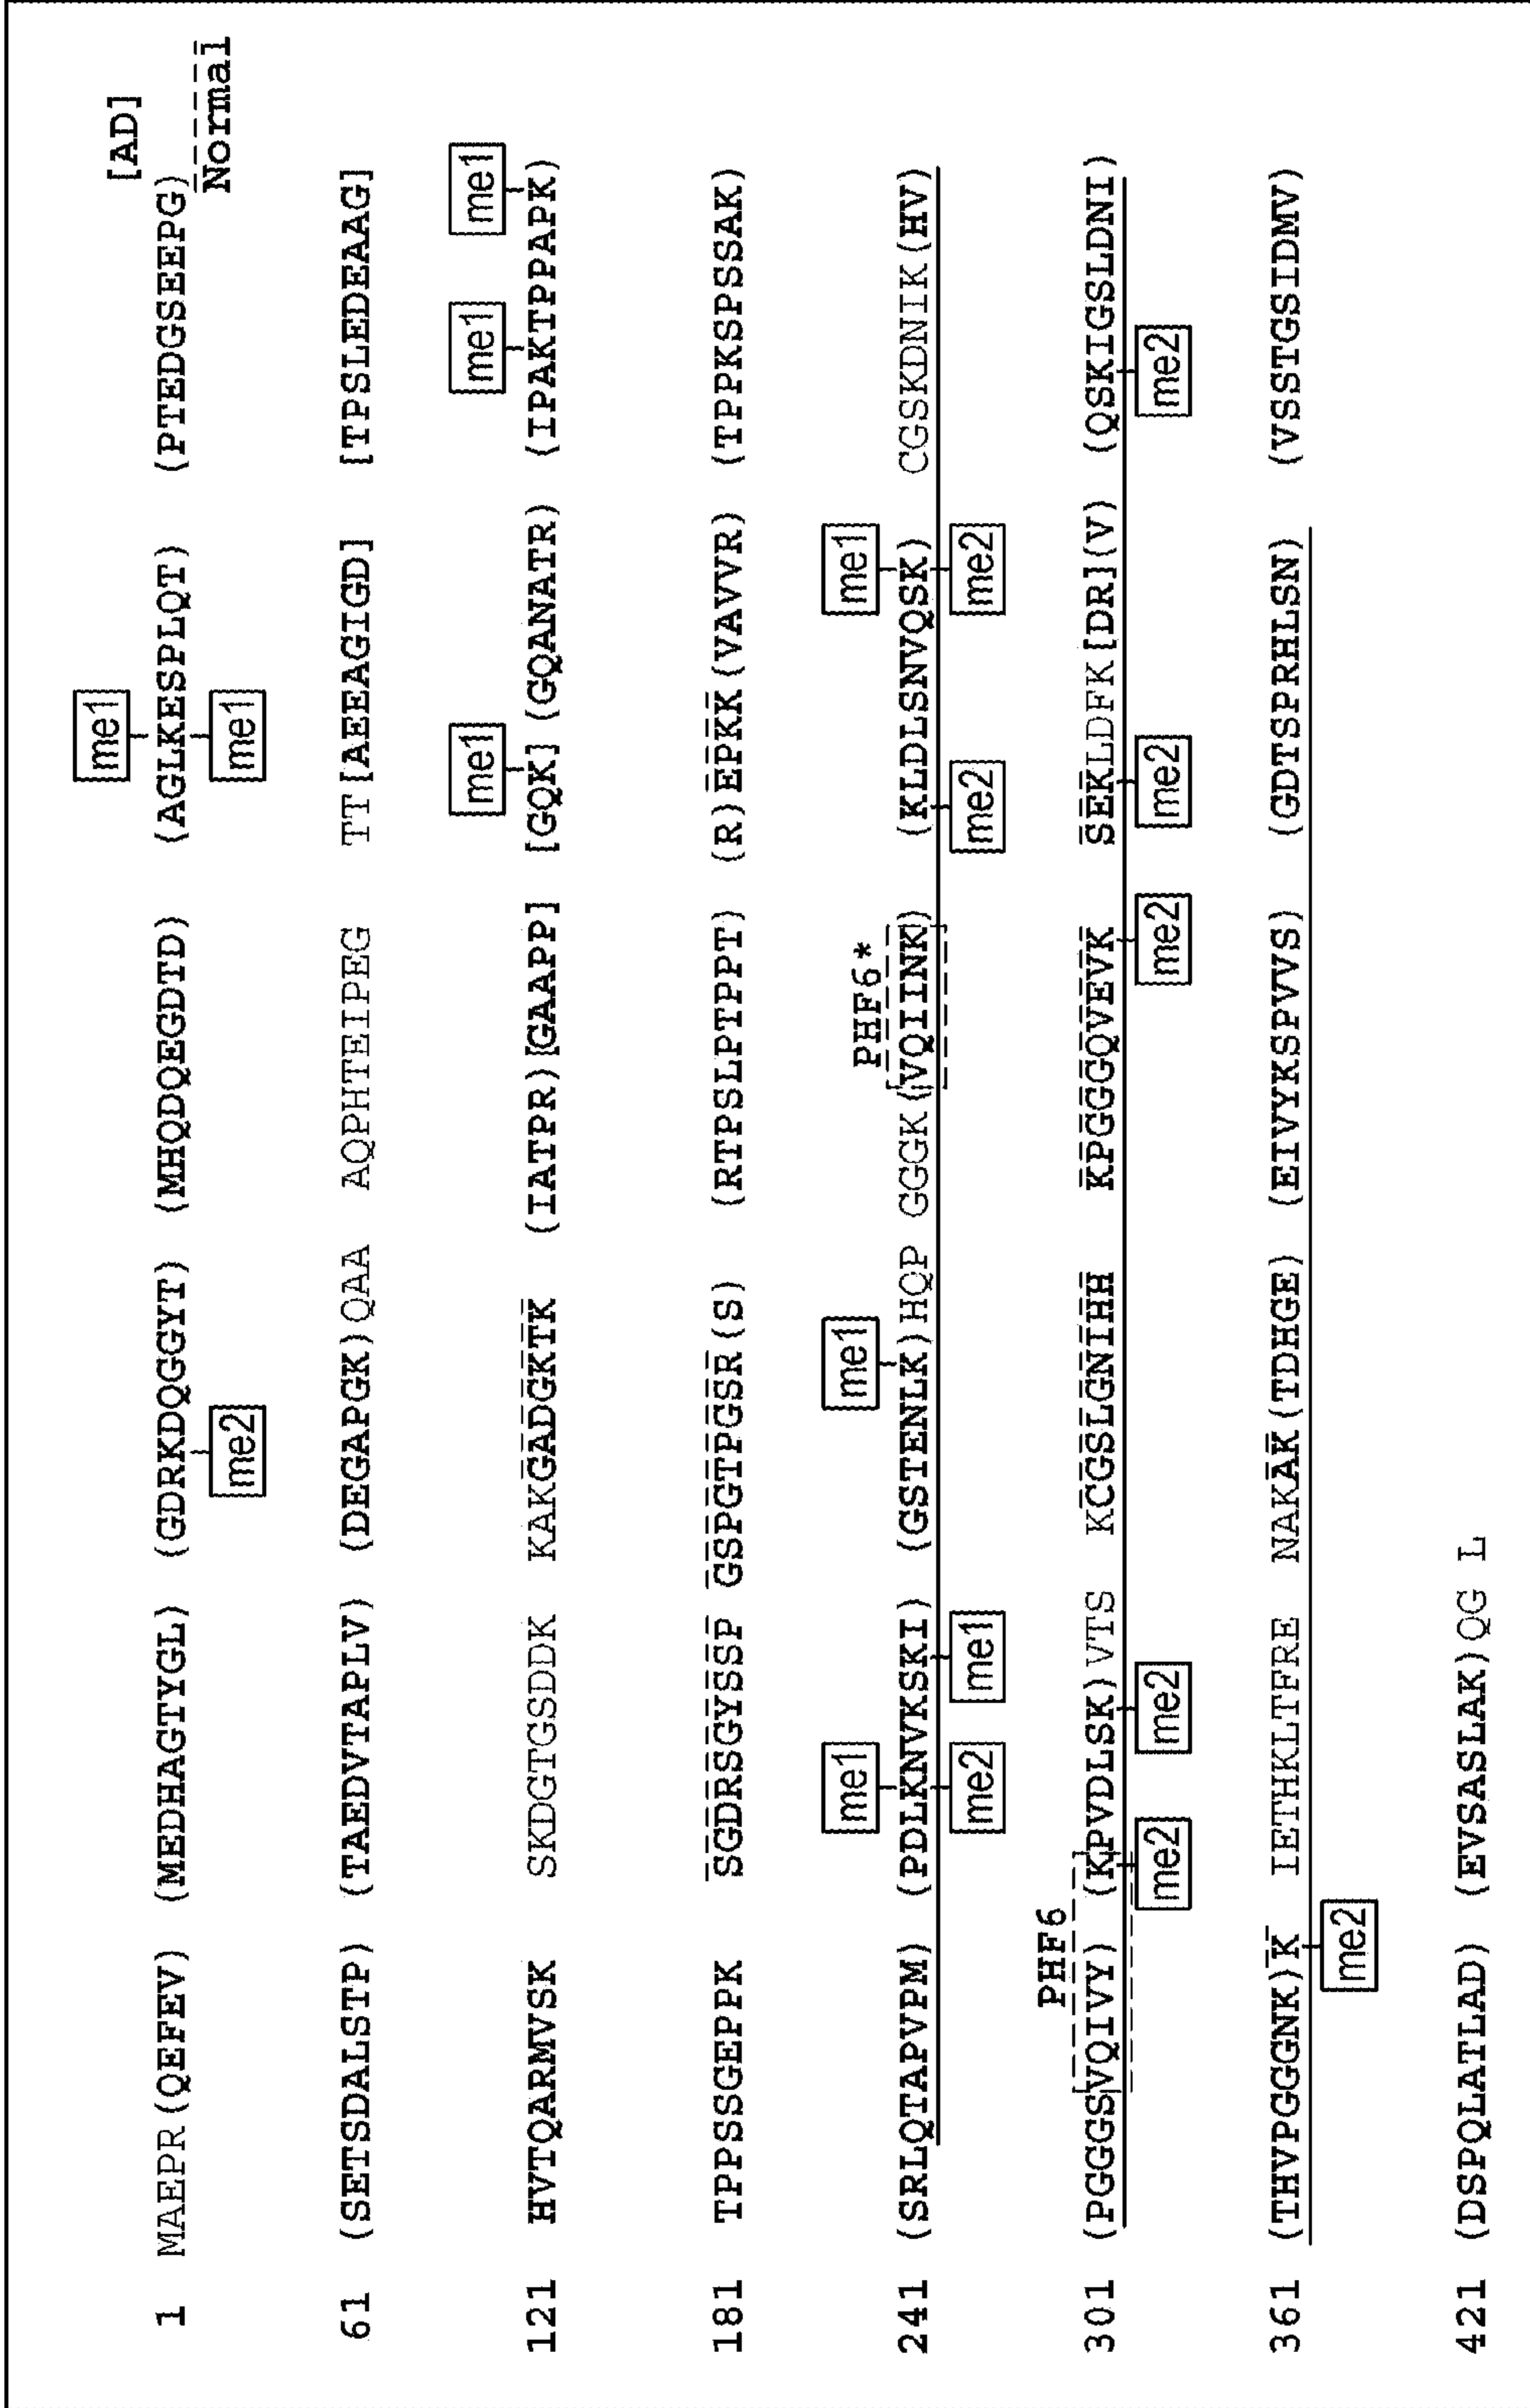 me1 [AD]
1 MAEPR(QEFEV) (MEDHAGTYGL) (GDRKDQGGYT) (MHQDQEGDTD) (AGLKESPLQT) (PTEDGSEEPG)
me2 me1 Normal
61 (SETSDALSTP) (TAEDVTAPLV) (DEGAPGK)QAA AQPHTEIPEG TT[AEEAGIGD] [TPSLEDEAAG]
me1 me1 me1
121 HVTQARMVSK SKDGTGSDDK KAKGADGKTK (IATPR)[GAAPP] [GQK](GQANATR) (IPAKTPPAPK)
181 TPPSSGEPPK SGDRSGYSSP GSPGTPGSR(S) (RTPSLPTPPT) (R)EPKK(VAVVR) (TPPKSPSSAK)
me1 me1 PHF6* me1
241 (SRLQTAPVPM) (PDLKNVKSKI) (GSTENLK)HQP GGGK(VQIINK) (KLDLSNVQSK) CGSKDNIK(HV)
me2 me1 me2 me2
PHF6
301 (PGGGSVQIVY) (KPVDLSK)VTS KCGSLGNIHH KPGGGQVEVK SEKLDFK[DR](V) (QSKIGSLDNI)
me2 me2 me2 me2 me2
361 (THVPGGGNK)K IETHKLTFRE NAKAK(TDHGE) (EIVYKSPVVS) (GDTSPRHLSN) (VSSTGSIDMV)
me2
421 (DSPQLATLAD) (EVSASLAK)QG L